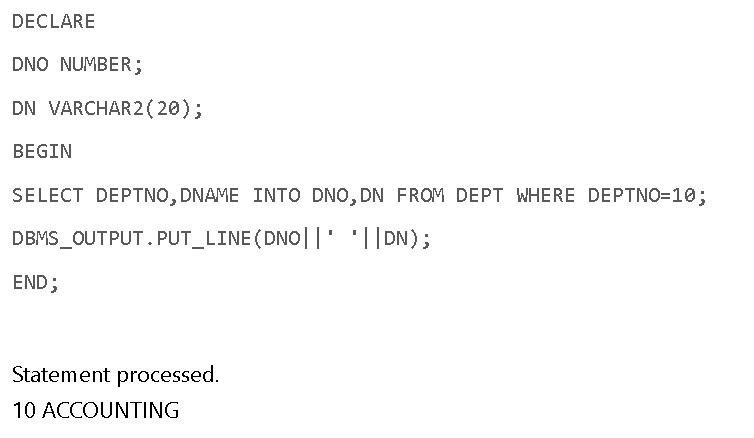 DECLARE
DNO NUMBER;
DN VARCHAR2(20);
BEGIN
SELECT DEPTNO,DNAME INTO DNO,DN FROM DEPT WHERE DEPTNO=10;
DBMS_OUTPUT.PUT_LINE(DNO||' '||DN);
END;
Statement processed.
10 ACCOUNTING